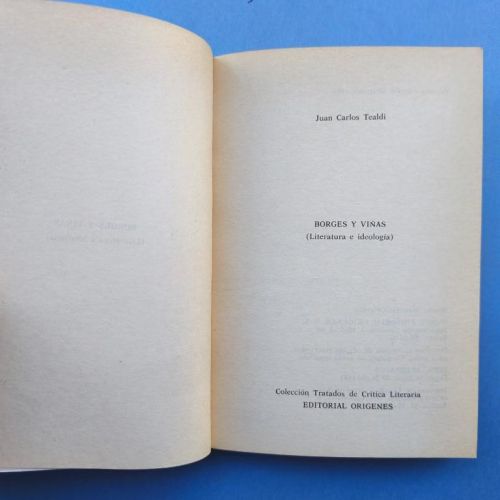 Juan Carlos Tealdi
BORGES Y VIÑAS
(Literatura e ideología)
Colección Tratados de Crítica Literaria
EDITORIAL ORIGENES